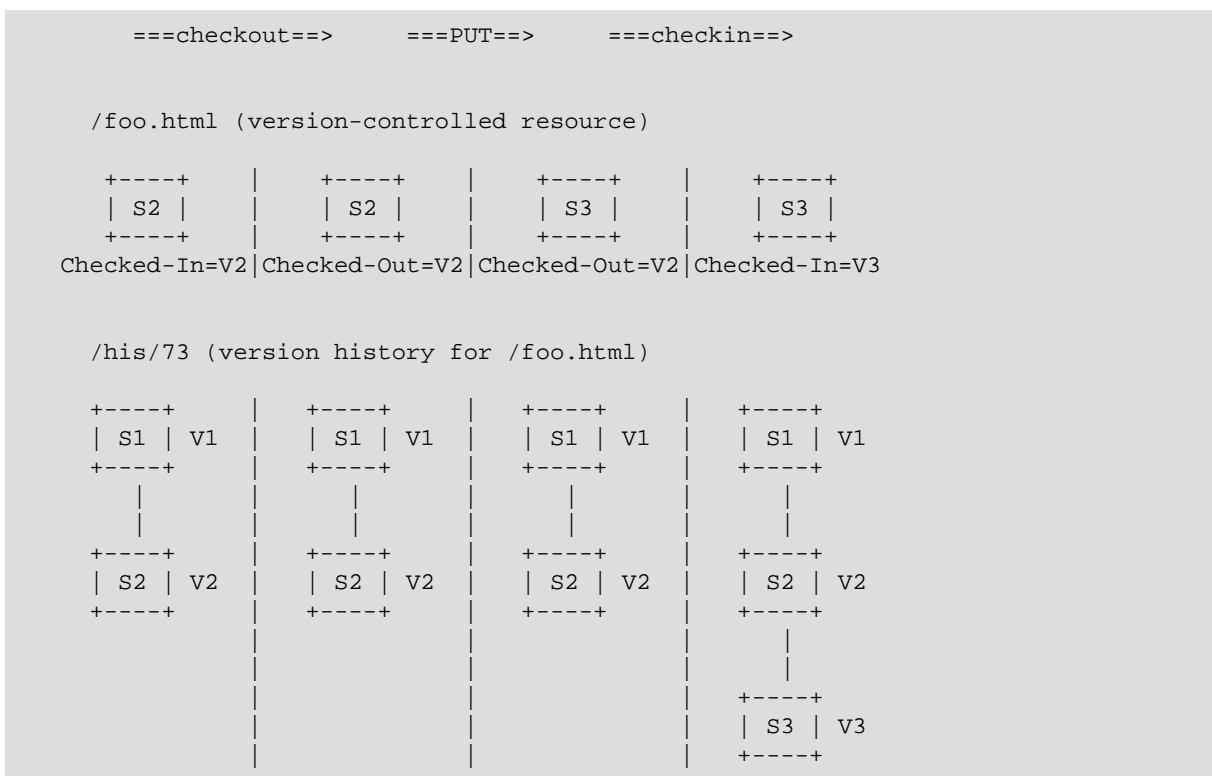 ===checkout==> ===PUT==> ===checkin==>
/foo.html (version-controlled resource)
+----+ | +----+ | +----+ | +----+
| S2 | | | S2 | | | S3 | | | S3 |
+----+ | +----+ | +----+ | +----+
Checked-In=V2|Checked-Out=V2|Checked-Out=V2|Checked-In=V3
/his/73 (version history for /foo.html)
+----+ | +----+ | +----+ | +----+
| S1 | V1 | | S1 | V1 | | S1 | V1 | | S1 | V1
+----+ | +----+ | +----+ | +----+
| | | | | | |
| | | | | | |
+----+ | +----+ | +----+ | +----+
| S2 | V2 | | S2 | V2 | | S2 | V2 | | S2 | V2
+----+ | +----+ | +----+ | +----+
| | | |
| | | |
| | | +----+
| | | | S3 | V3
| | | +----+